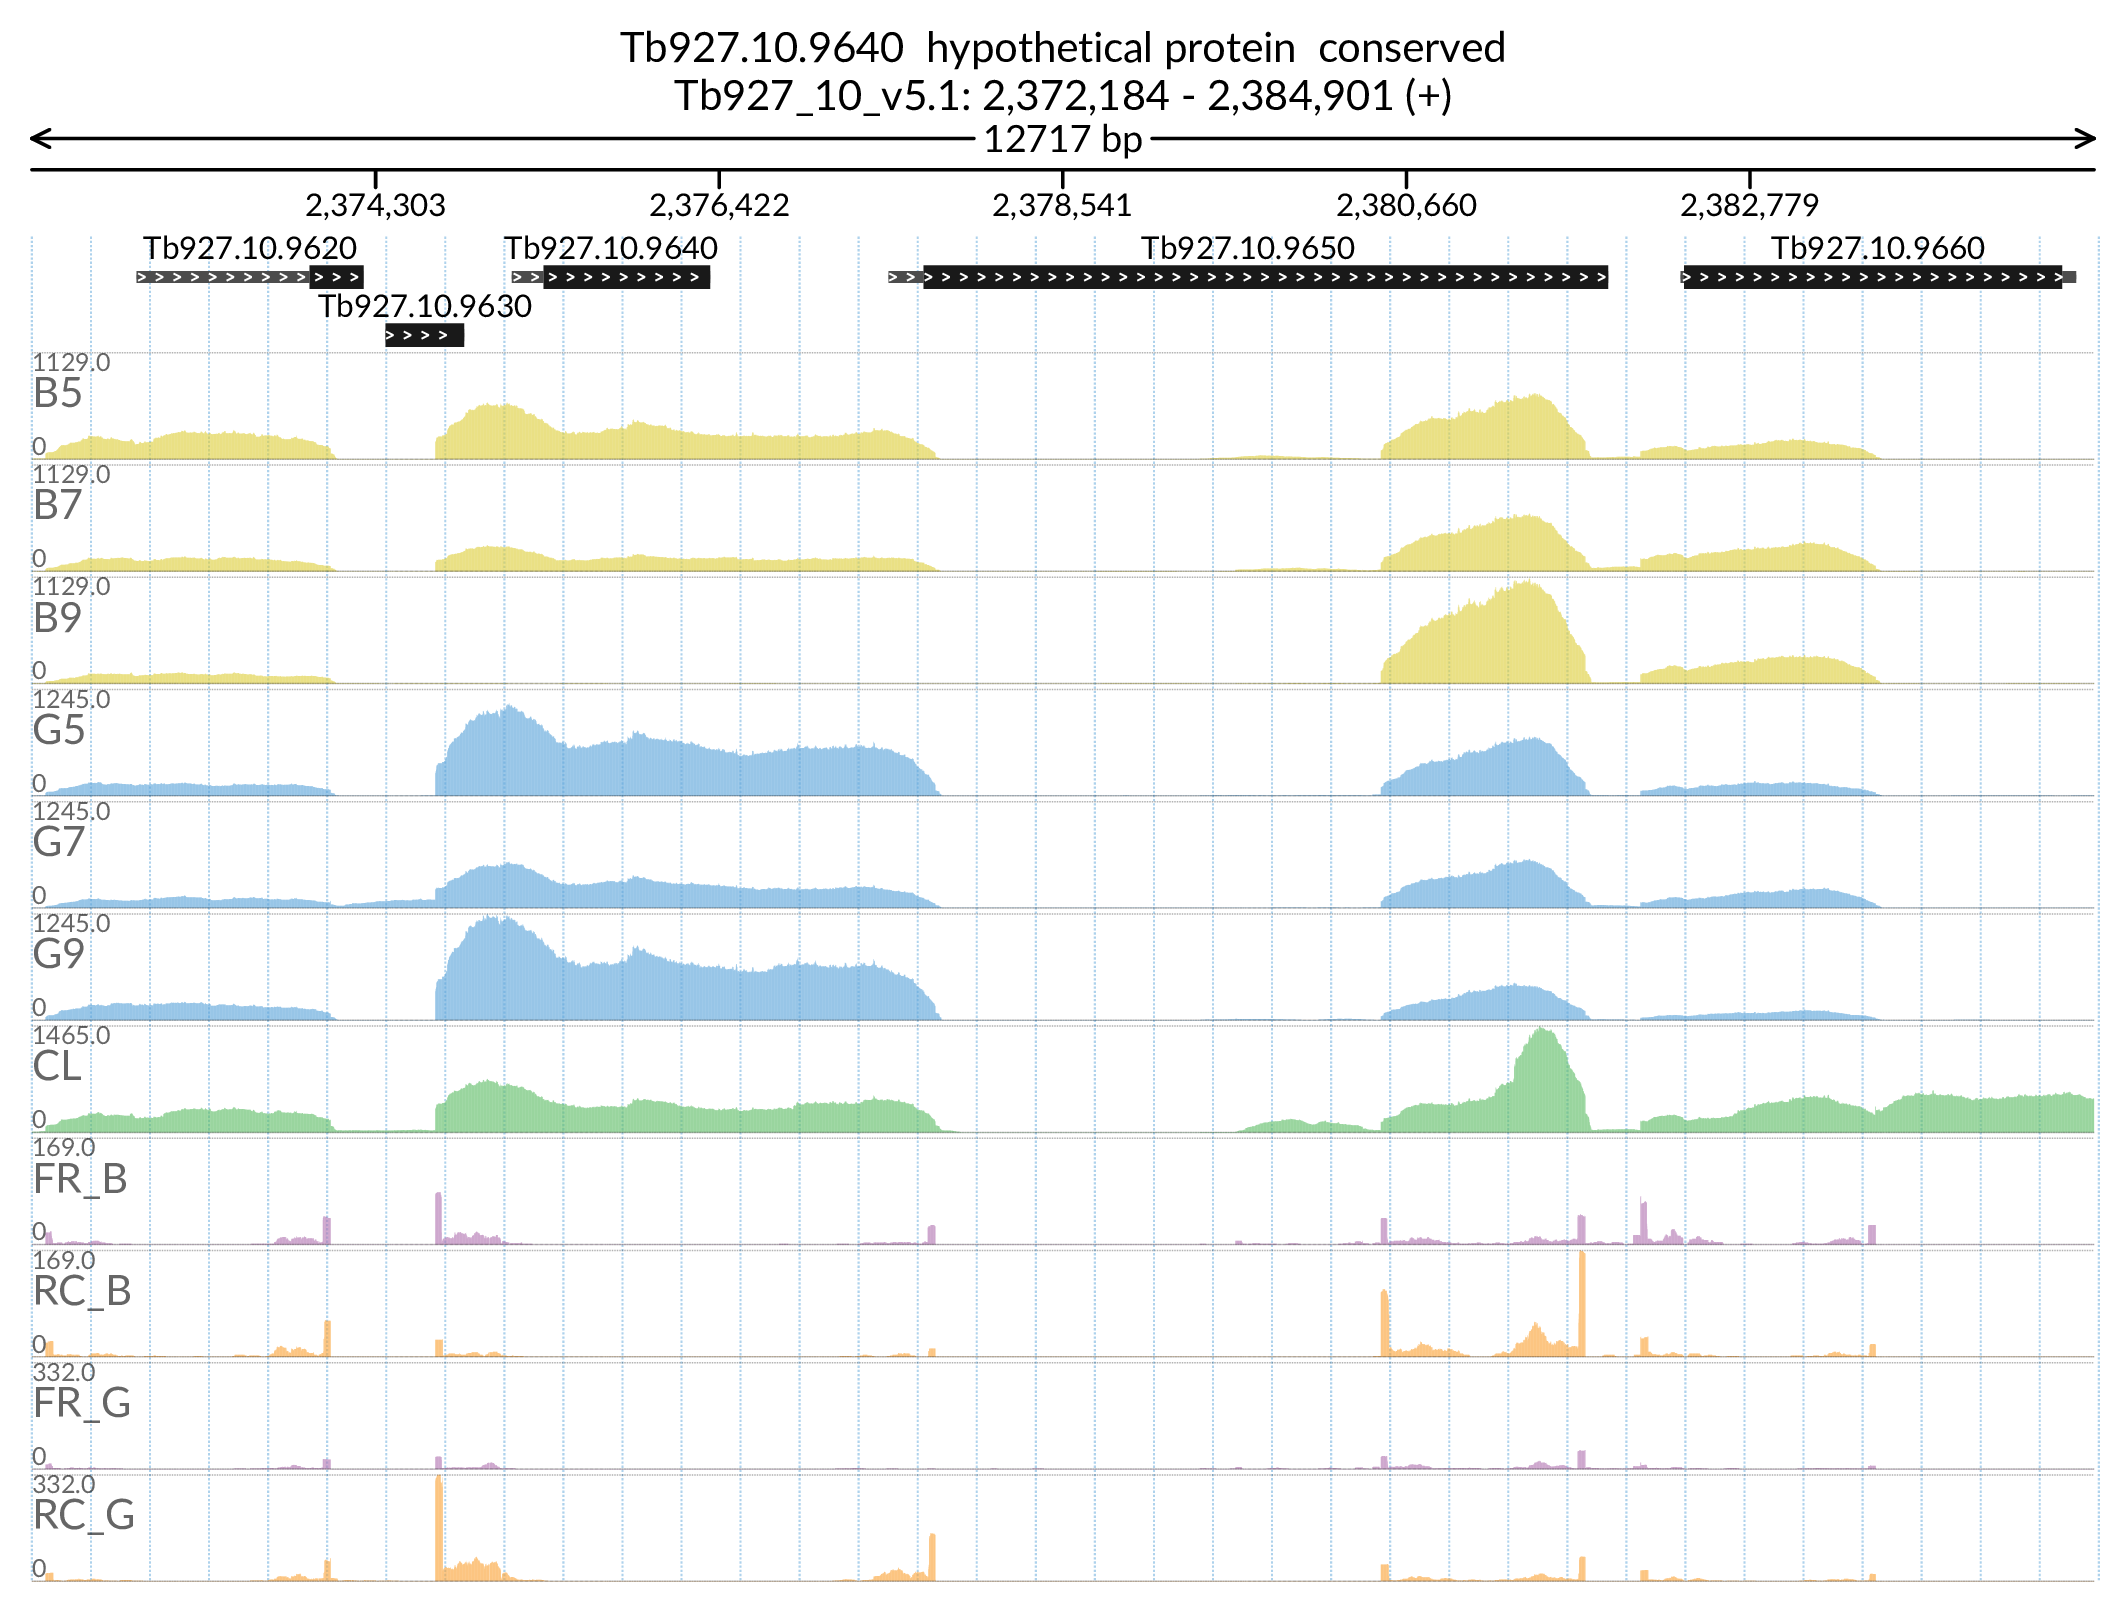 Tb927.10.9640 hypothetical protein conserved
Tb927_10_v5.1: 2,372,184 - 2,384,901 (+)
12717 bp
2,374,303 2,376,422 2,378,541 2,380,660 2,382,779
Tb927.10.9620 Tb927.10.9640 Tb927.10.9650 Tb927.10.9660
Tb927.10.9630
1129.0
B5
0
1129.0
B7
0
1129.0
B9
0
1245.0
G5
0
1245.0
G7
0
1245.0
G9
0
1465.0
CL
0
169.0
FR_B
0
169.0
RC_B
0
332.0
FR_G
0
332.0
RC_G
0